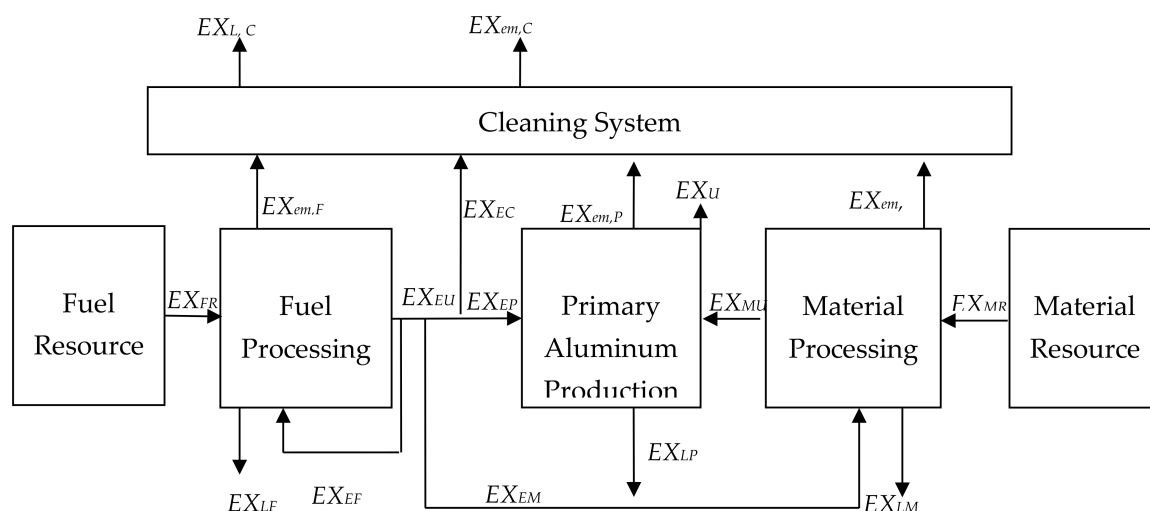 EXL, C
EXem,C
Cleaning System
EXem,F
EXEC
EXem,P
EXU
EXem,
Fuel
Resource
EXFR
Fuel
Processing
EXEU
EXEP
Primary
Aluminum
Production
EXMU
Material
Processing
EXMR
Material
Resource
EXLF
EXEF
EXEM
EXLP
EXLM